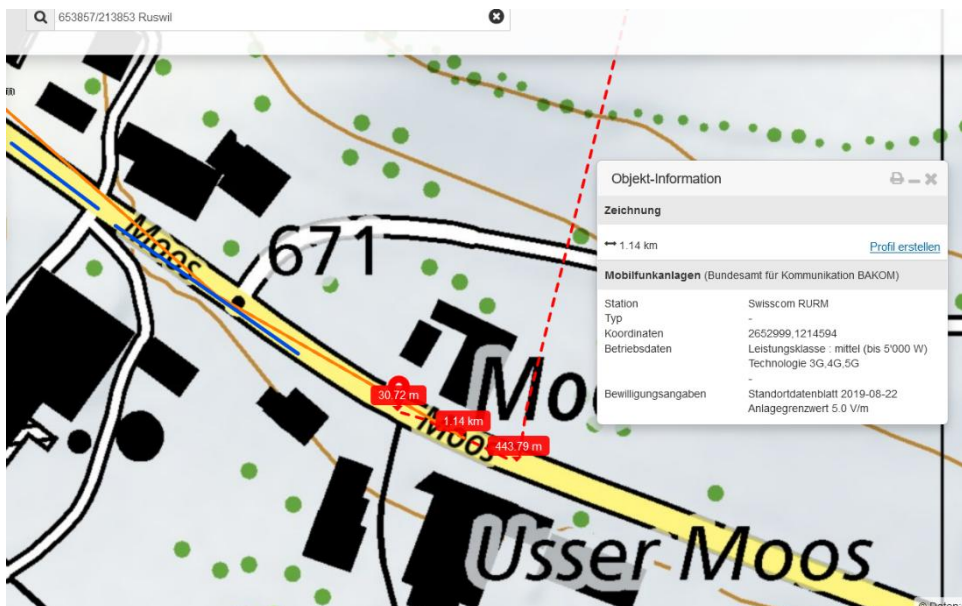 653857/213853 Ruswil
Objekt-Information
Zeichnung
1.14 km
Profil erstellen
Mobilfunkanlagen (Bundesamt für Kommunikation BAKOM)
Station Swisscom RURM
Typ -
Koordinaten 2652999,1214594
Betriebsdaten Leistungsklasse : mittel (bis 5'000 W)
Technologie 3G,4G,5G
-
Bewilligungsangaben Standortdatenblatt 2019-08-22
Anlagegrenzwert 5.0 V/m
Moos
671
Moo
30.72 m
1.14 km
Moos
443.79 m
Usser Moos